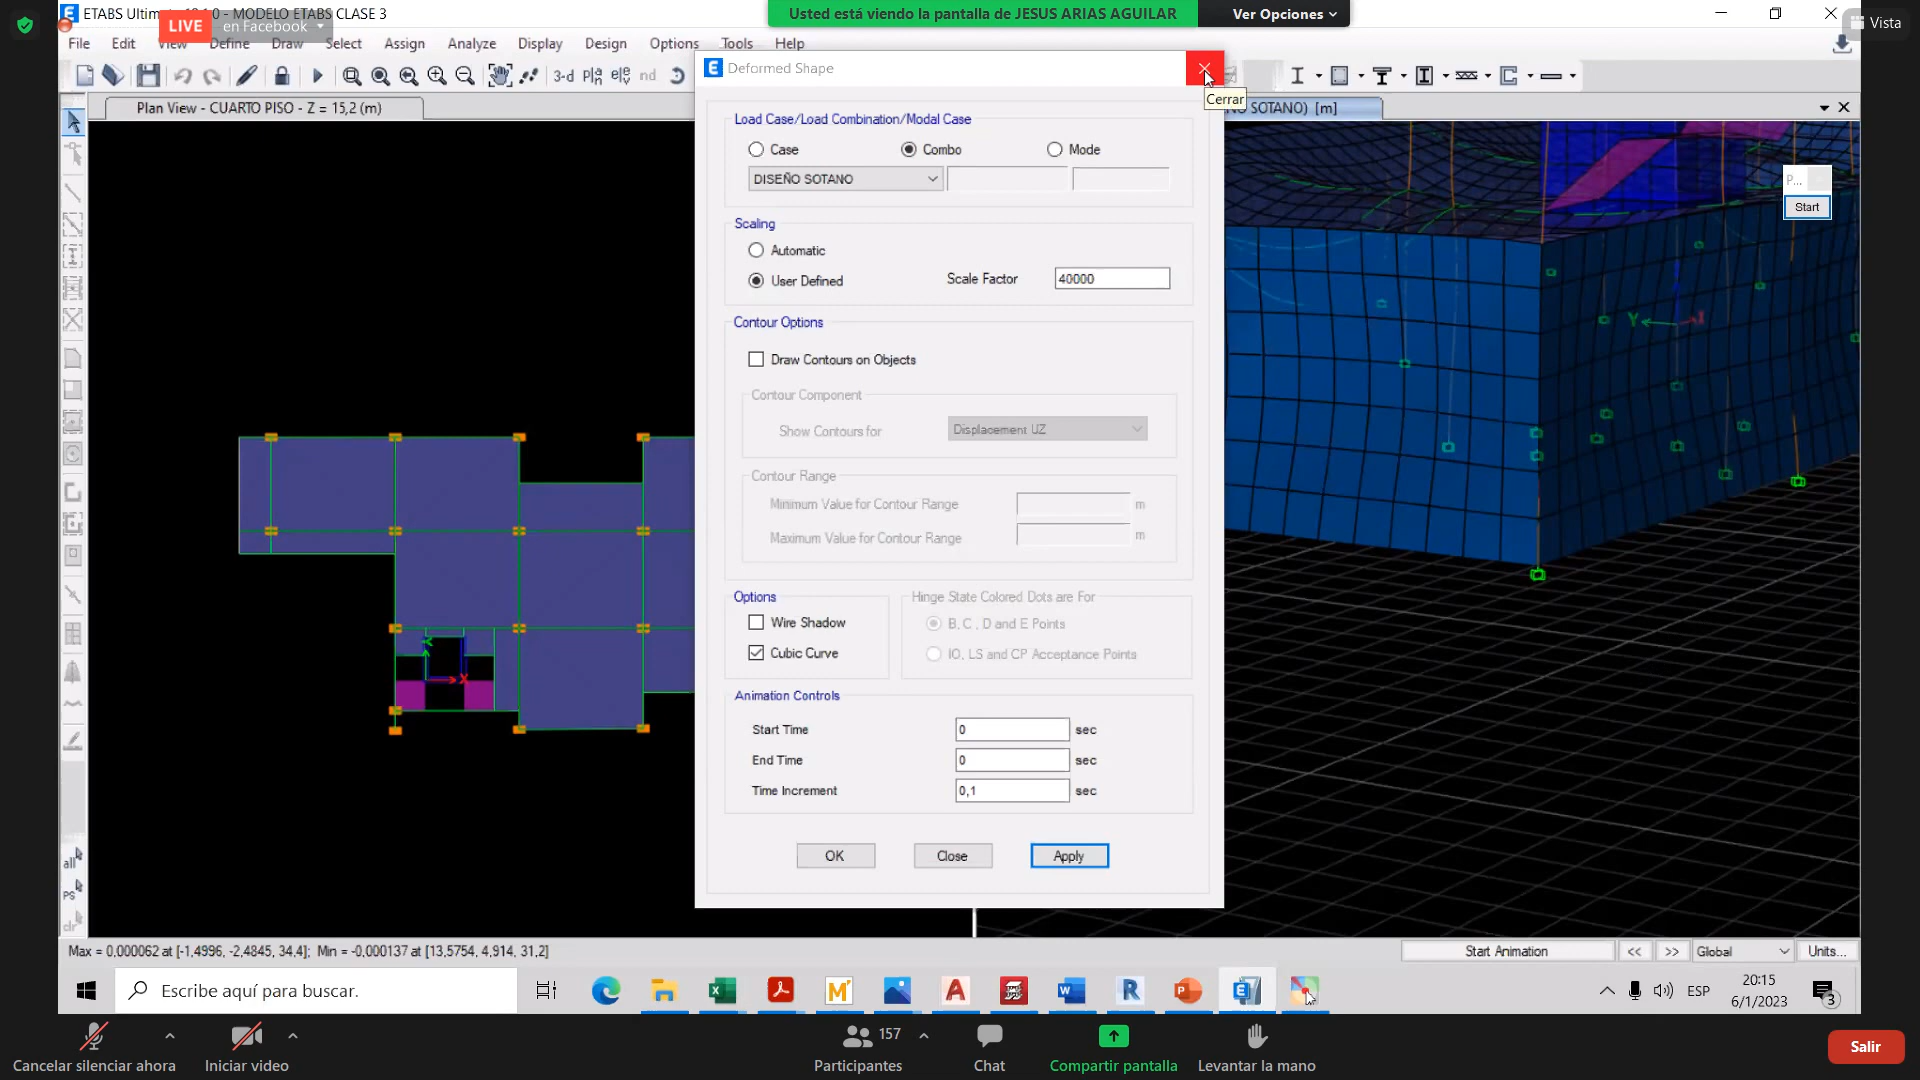 ETABS Ultimate
- MODELO ETABS CLASE 3
LIVE
en Facebook
Usted está viendo la pantalla de JESUS ARIAS AGUILAR
Ver Opciones
Vista
File Edit View Define Draw Select Assign Analyze Display Design Options Tools Help
3-d
nd
Plan View - CUARTO PISO - Z = 15,2 (m)
SOTANO) [m]
Deformed Shape
Cerrar
Load Case/Load Combination/Modal Case
Case
Combo
Mode
DISEÑO SOTANO
Scaling
Automatic
User Defined
Scale Factor
40000
Contour Options
Draw Contours on Objects
Contour Component
Show Contours for
Displacement UZ
Contour Range
Minimum Value for Contour Range
m
Maximum Value for Contour Range
m
Options
Wire Shadow
Cubic Curve
Hinge State Colored Dots are For
B, C , D and E Points
IO, LS and CP Acceptance Points
Animation Controls
Start Time
0
sec
End Time
0
sec
Time Increment
0,1
sec
OK
Close
Apply
P...
Start
Y
X
all
PS
clr
Max = 0,000062 at [-1,4996, -2,4845, 34.4]; Min = -0,000137 at [13,5754, 4,914, 31,2]
Start Animation
<<
>>
Global
Units...
Escribe aquí para buscar.
ESP
20:15
6/1/2023
3
Cancelar silenciar ahora
Iniciar video
157
Participantes
Chat
Compartir pantalla
Levantar la mano
Salir